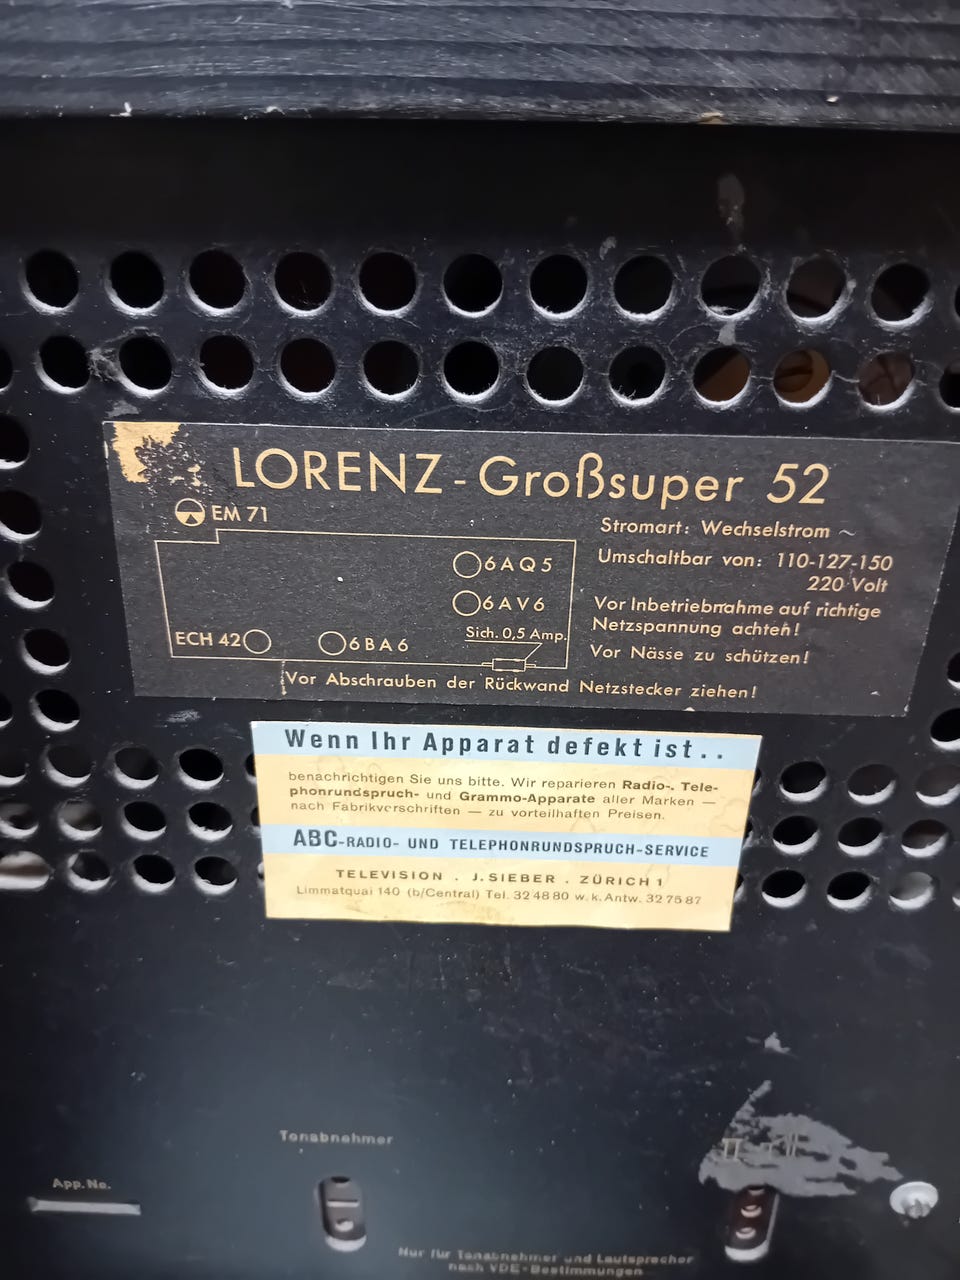 LORENZ - Großsuper 52
EM 71
Stromart: Wechselstrom ~
6AQ5
Umschaltbar von: 110-127-150
220 Volt
6AV6
Vor Inbetriebnahme auf richtige
Netzspannung achten!
ECH 42
6BA6
Sich. 0,5 Amp.
Vor Nässe zu schützen!
Vor Abschrauben der Rückwand Netzstecker ziehen!
Wenn Ihr Apparat defekt ist..
benachrichtigen Sie uns bitte. Wir reparieren Radio-, Tele-
phonrundspruch- und Grammo-Apparate aller Marken —
nach Fabrikvorschriften — zu vorteilhaften Preisen.
ABC-RADIO- UND TELEPHONRUNDSPRUCH-SERVICE
TELEVISION . J. SIEBER . ZÜRICH 1
Limmatquai 140 (b/Central) Tel. 32 48 80 w. k. Antw. 32 75 87
Tonabnehmer
App.No.
Nur für Tonabnehmer und Lautsprecher
nach VDE-Bestimmungen